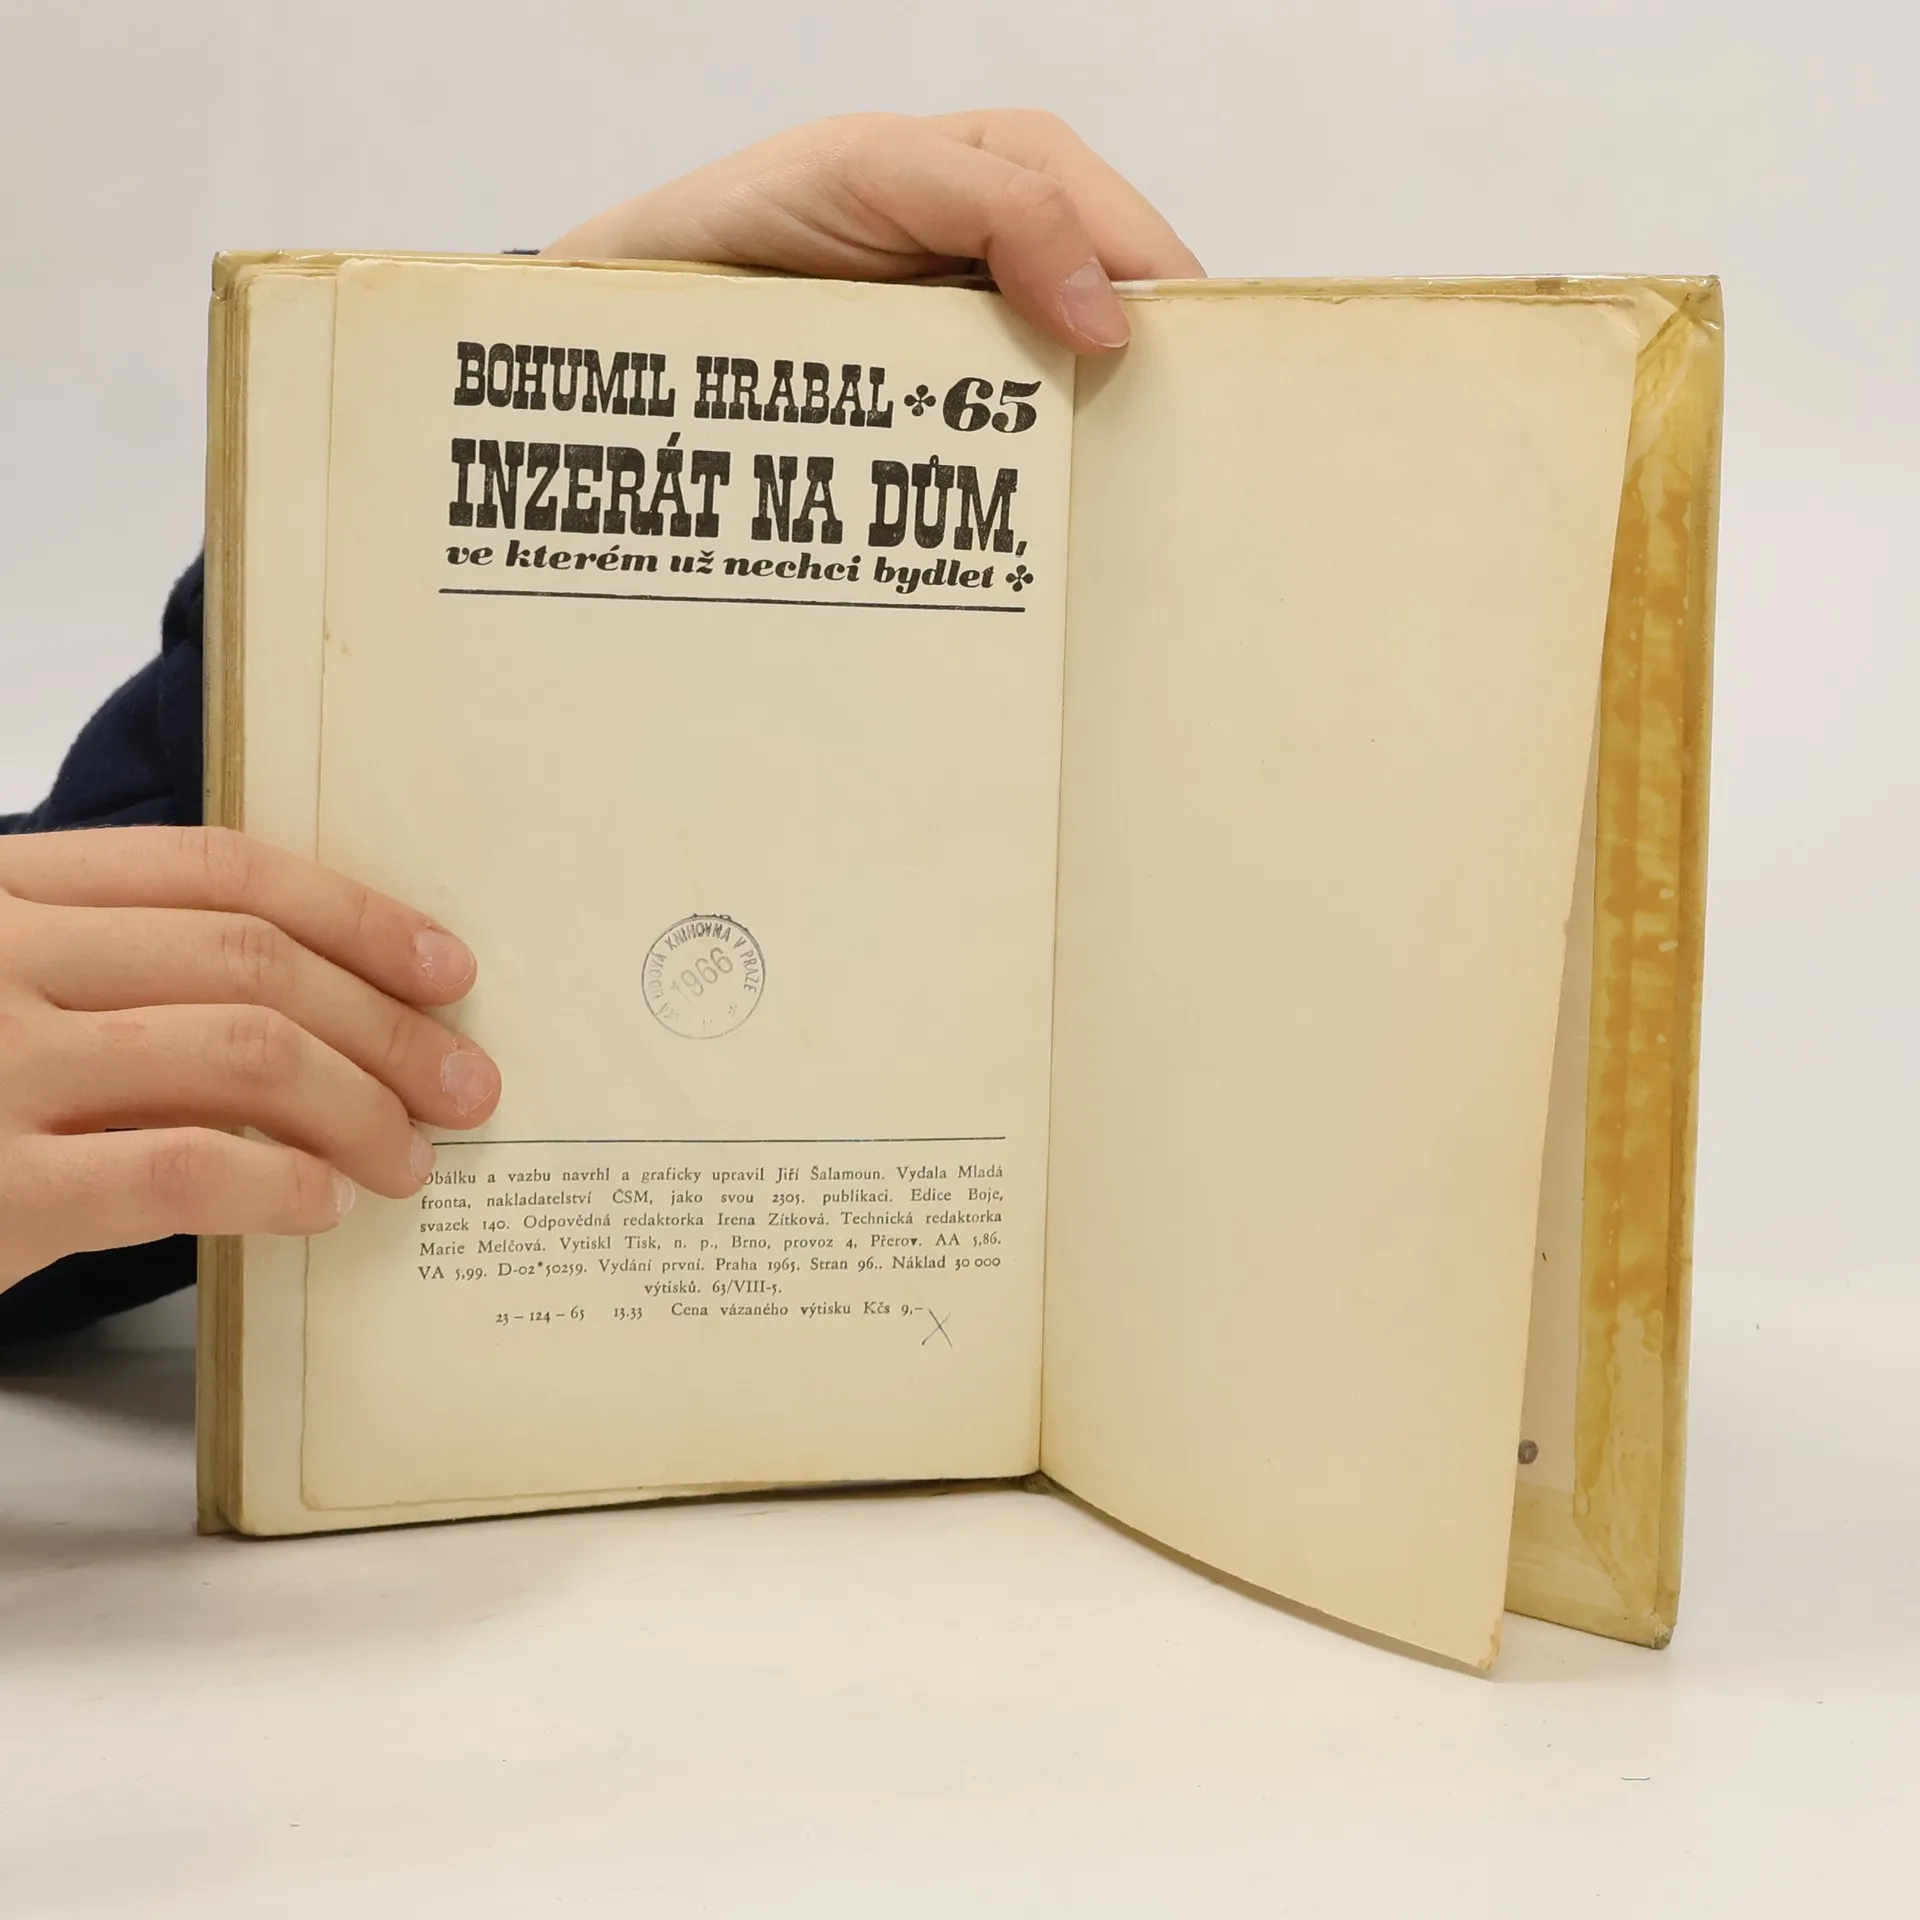 BOHUMIL HRABAL ✤ 65
INZERÁT NA DŮM,
ve kterém už nechci bydlet ✤
KNIHOVNA V PRAZE
1966
Obálku a vazbu navrhl a graficky upravil Jiří Šalamoun. Vydala Mladá
fronta, nakladatelství ČSM, jako svou 2305. publikaci. Edice Boje,
svazek 140. Odpovědná redaktorka Irena Zítková. Technická redaktorka
Marie Melčová. Vytiskl Tisk, n. p., Brno, provoz 4, Přerov. AA 5,86.
VA 5,99. D-02*50259. Vydání první. Praha 1965. Stran 96.. Náklad 30 000
výtisků. 63/VIII-5.
23 – 124 – 65 13.33 Cena vázaného výtisku Kčs 9,–
X